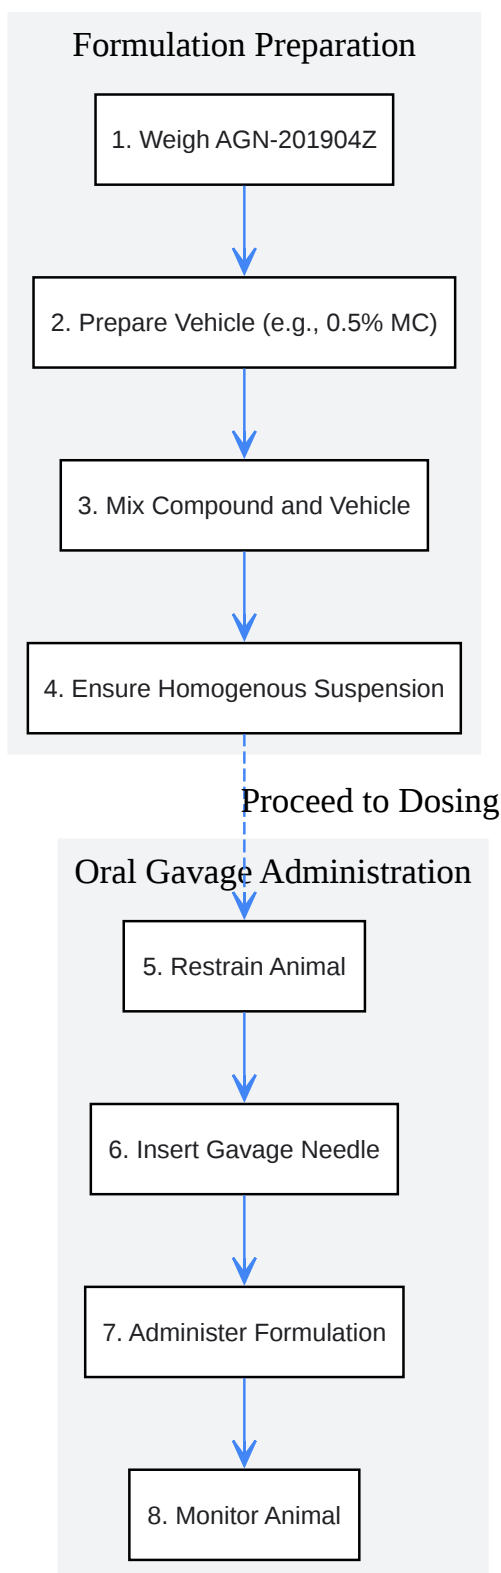 Formulation Preparation
1. Weigh AGN-201904Z
2. Prepare Vehicle (e.g., 0.5% MC)
3. Mix Compound and Vehicle
4. Ensure Homogenous Suspension
Proceed to Dosing
Oral Gavage Administration
5. Restrain Animal
6. Insert Gavage Needle
7. Administer Formulation
8. Monitor Animal